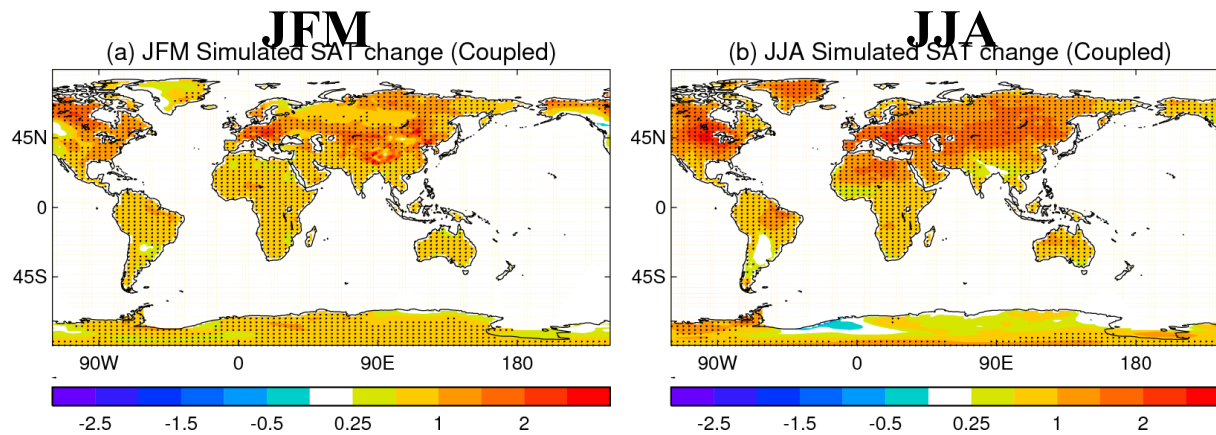 JFM JJA
(a) JFM Simulated SAT change (Coupled) (b) JJA Simulated SAT change (Coupled)
45N
0
45S
90W 0 90E 180
-2.5 -1.5 -0.5 0.25 1 2
45N
0
45S
90W 0 90E 180
-2.5 -1.5 -0.5 0.25 1 2